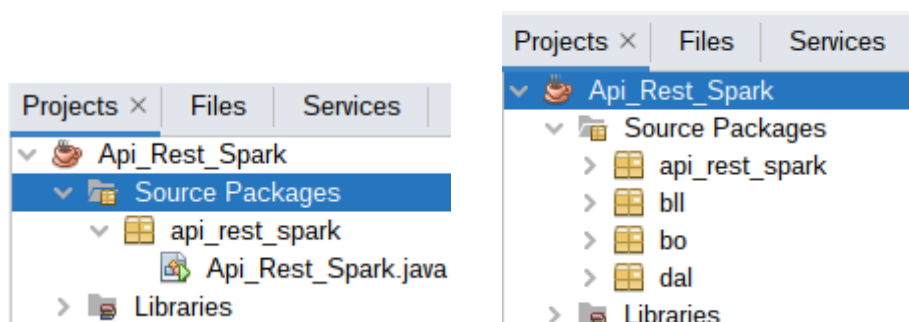 Projects × Files Services
Api_Rest_Spark
Source Packages
api_rest_spark
Api_Rest_Spark.java
Libraries
Projects × Files Services
Api_Rest_Spark
Source Packages
api_rest_spark
bll
bo
dal
Libraries